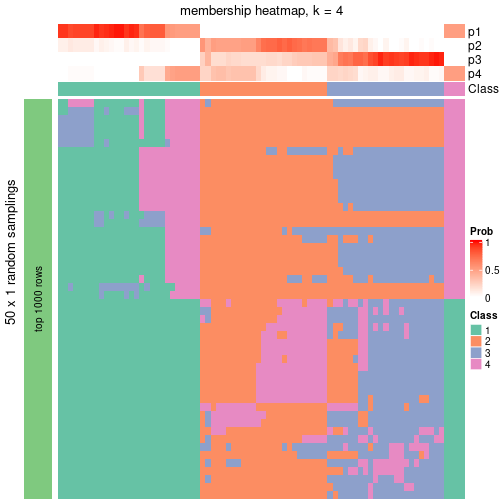 membership heatmap, k = 4
p1
p2
p3
p4
Class
50 x 1 random samplings
top 1000 rows
Prob
1
0.5
0
Class
1
2
3
4